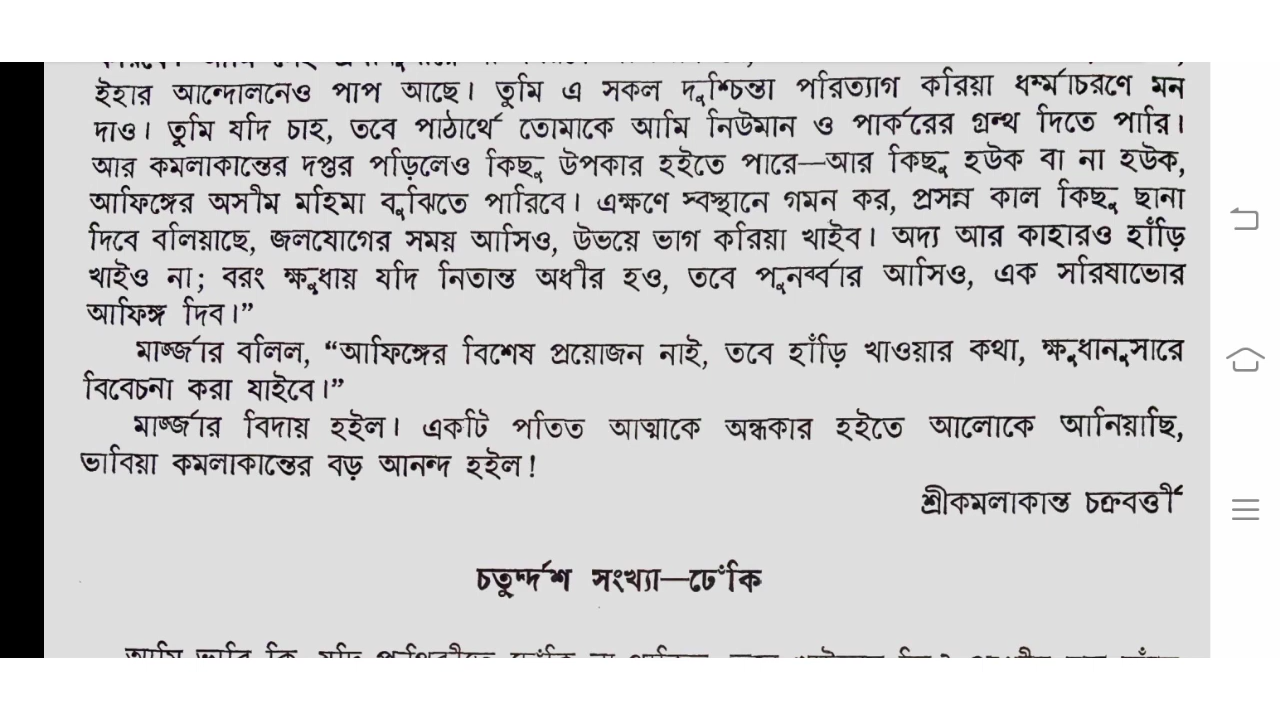 ইহার আন্দোলনেও পাপ আছে। তুমি এ সকল দুশ্চিন্তা পরিত্যাগ করিয়া ধর্ম্মাচরণে মন
দাও। তুমি যদি চাহ, তবে পাঠার্থে তোমাকে আমি নিউমান ও পার্করের গ্রন্থ দিতে পারি।
আর কমলাকান্তের দপ্তর পড়িলেও কিছু উপকার হইতে পারে—আর কিছু হউক বা না হউক,
আফিঙ্গের অসীম মহিমা বুঝিতে পারিবে। এক্ষণে স্বস্থানে গমন কর, প্রসন্ন কাল কিছু ছানা
দিবে বলিয়াছে, জলযোগের সময় আসিও, উভয়ে ভাগ করিয়া খাইব। অদ্য আর কাহারও হাঁড়ি
খাইও না; বরং ক্ষুধায় যদি নিতান্ত অধীর হও, তবে পুনর্ব্বার আসিও, এক সরিষাভোর
আফিঙ্গ দিব।”
মার্জ্জার বলিল, “আফিঙ্গের বিশেষ প্রয়োজন নাই, তবে হাঁড়ি খাওয়ার কথা, ক্ষুধানুসারে
বিবেচনা করা যাইবে।”
মার্জ্জার বিদায় হইল। একটি পতিত আত্মাকে অন্ধকার হইতে আলোকে আনিয়াছি,
ভাবিয়া কমলাকান্তের বড় আনন্দ হইল!
শ্রীকমলাকান্ত চক্রবর্ত্তী
চতুর্দ্দশ সংখ্যা—ঢেঁকি